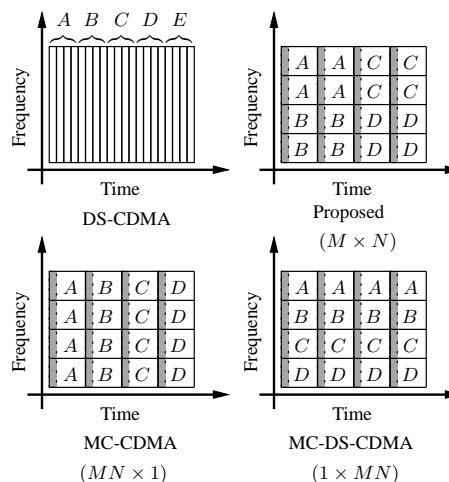 A B C D E
Frequency
Time
DS-CDMA
Frequency
A A C C
A A C C
B B D D
B B D D
Time
Proposed
(M × N)
Frequency
A B C D
A B C D
A B C D
A B C D
Time
MC-CDMA
(MN × 1)
Frequency
A A A A
B B B B
C C C C
D D D D
Time
MC-DS-CDMA
(1 × MN)